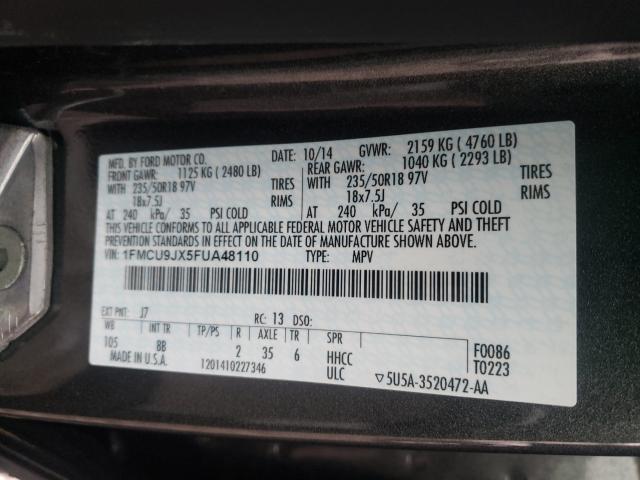 MFD. BY FORD MOTOR CO. DATE: 10/14 GVWR: 2159 KG ( 4760 LB)
FRONT GAWR: 1125 KG ( 2480 LB) REAR GAWR: 1040 KG ( 2293 LB)
WITH 235/50R18 97V TIRES WITH 235/50R18 97V TIRES
18x7.5J RIMS 18x7.5J RIMS
AT 240 kPa/ 35 PSI COLD AT 240 kPa/ 35 PSI COLD
THIS VEHICLE CONFORMS TO ALL APPLICABLE FEDERAL MOTOR VEHICLE SAFETY AND THEFT
PREVENTION STANDARDS IN EFFECT ON THE DATE OF MANUFACTURE SHOWN ABOVE.
VIN: 1FMCU9JX5FUA48110 TYPE: MPV
EXT PNT: J7 RC: 13 DSO:
WB INT TR TP/PS R AXLE TR SPR F0086
105 8B 2 35 6 HHCC T0223
MADE IN U.S.A. 1201410227346 ULC ▽5U5A-3520472-AA